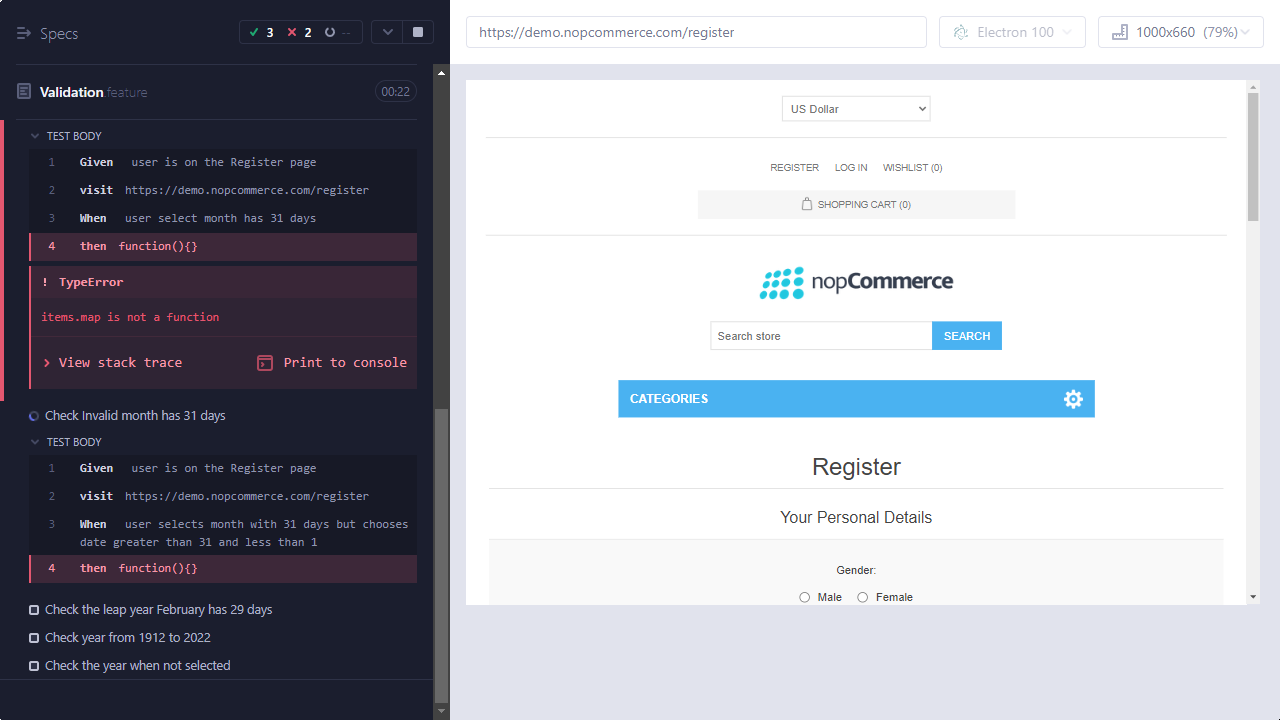 Specs
3
2
--
Validation.feature
00:22
TEST BODY
1 Given user is on the Register page
2 visit https://demo.nopcommerce.com/register
3 When user select month has 31 days
4 then function(){}
! TypeError
items.map is not a function
> View stack trace
Print to console
Check Invalid month has 31 days
TEST BODY
1 Given user is on the Register page
2 visit https://demo.nopcommerce.com/register
3 When user selects month with 31 days but chooses
date greater than 31 and less than 1
4 then function(){}
Check the leap year February has 29 days
Check year from 1912 to 2022
Check the year when not selected
https://demo.nopcommerce.com/register
Electron 100
1000x660 (79%)
US Dollar
REGISTER LOG IN WISHLIST (0)
SHOPPING CART (0)
nopCommerce
Search store
SEARCH
CATEGORIES
Register
Your Personal Details
Gender:
Male Female